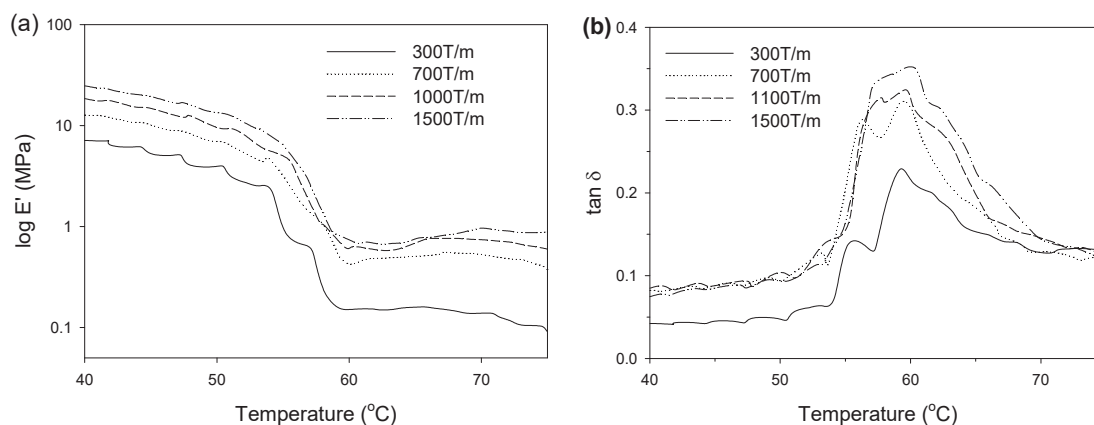 (a)
100
10
1
0.1
log E' (MPa)
300T/m
700T/m
1000T/m
1500T/m
40
50
60
70
Temperature (°C)
(b)
0.4
0.3
0.2
0.1
0.0
tan δ
300T/m
700T/m
1100T/m
1500T/m
40
50
60
70
Temperature (°C)